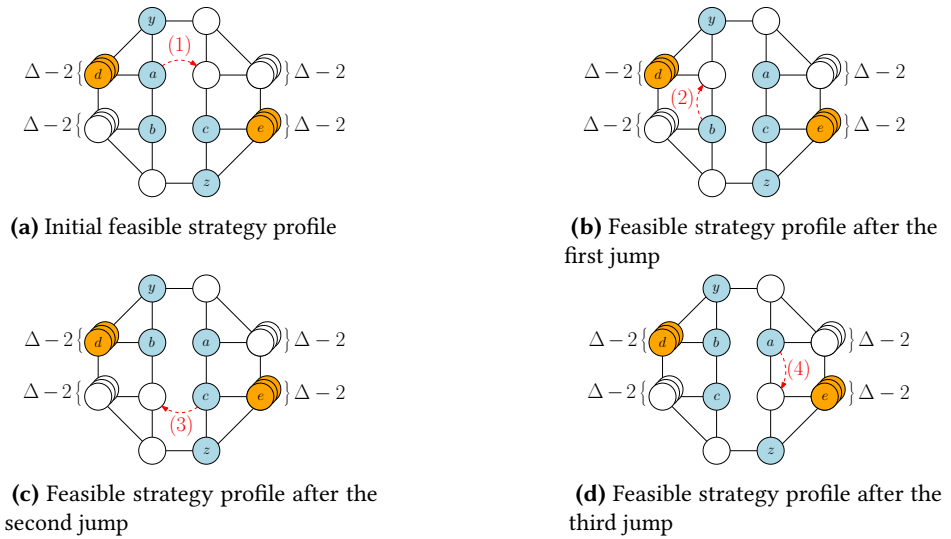 y
(1)
Δ − 2{ d a } Δ − 2
Δ − 2{ b c e } Δ − 2
z
(a) Initial feasible strategy profile
y
Δ − 2{ d a } Δ − 2
(2)
Δ − 2{ b c e } Δ − 2
z
(b) Feasible strategy profile after the
first jump
y
Δ − 2{ d b a } Δ − 2
Δ − 2{ c e } Δ − 2
(3)
z
(c) Feasible strategy profile after the
second jump
y
Δ − 2{ d b a } Δ − 2
(4)
Δ − 2{ c e } Δ − 2
z
(d) Feasible strategy profile after the
third jump